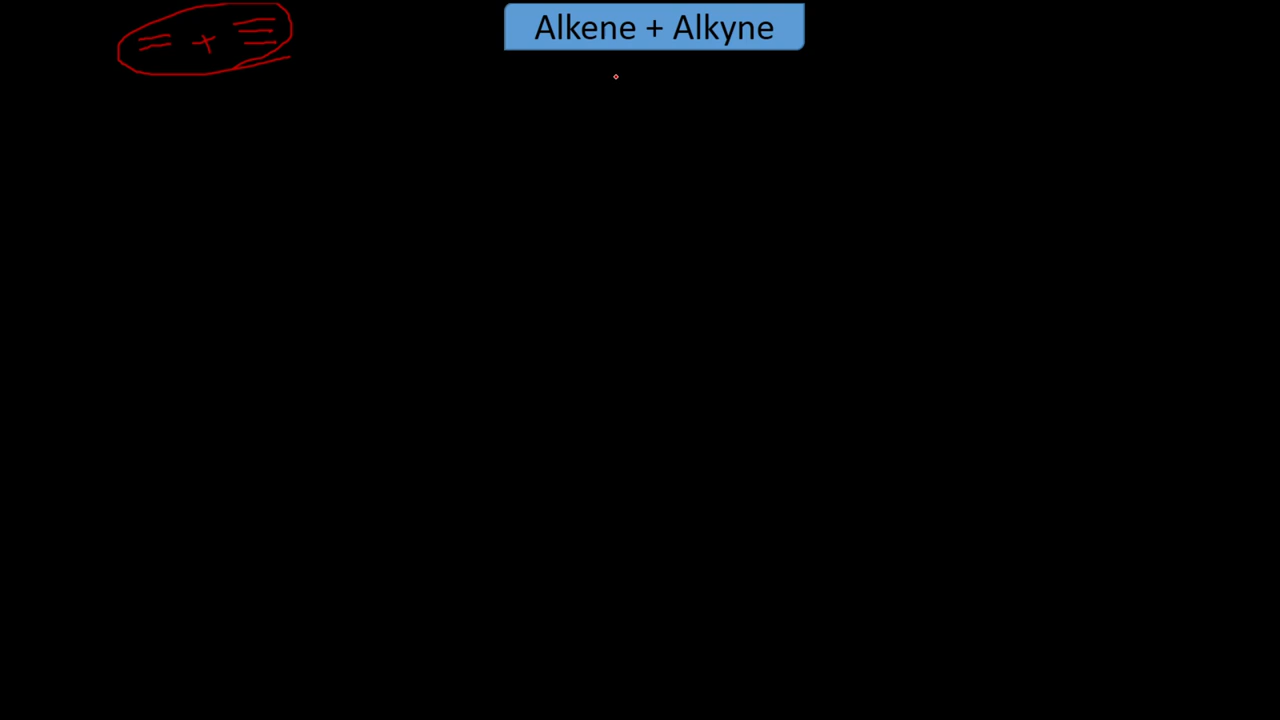 = + ≡
Alkene + Alkyne